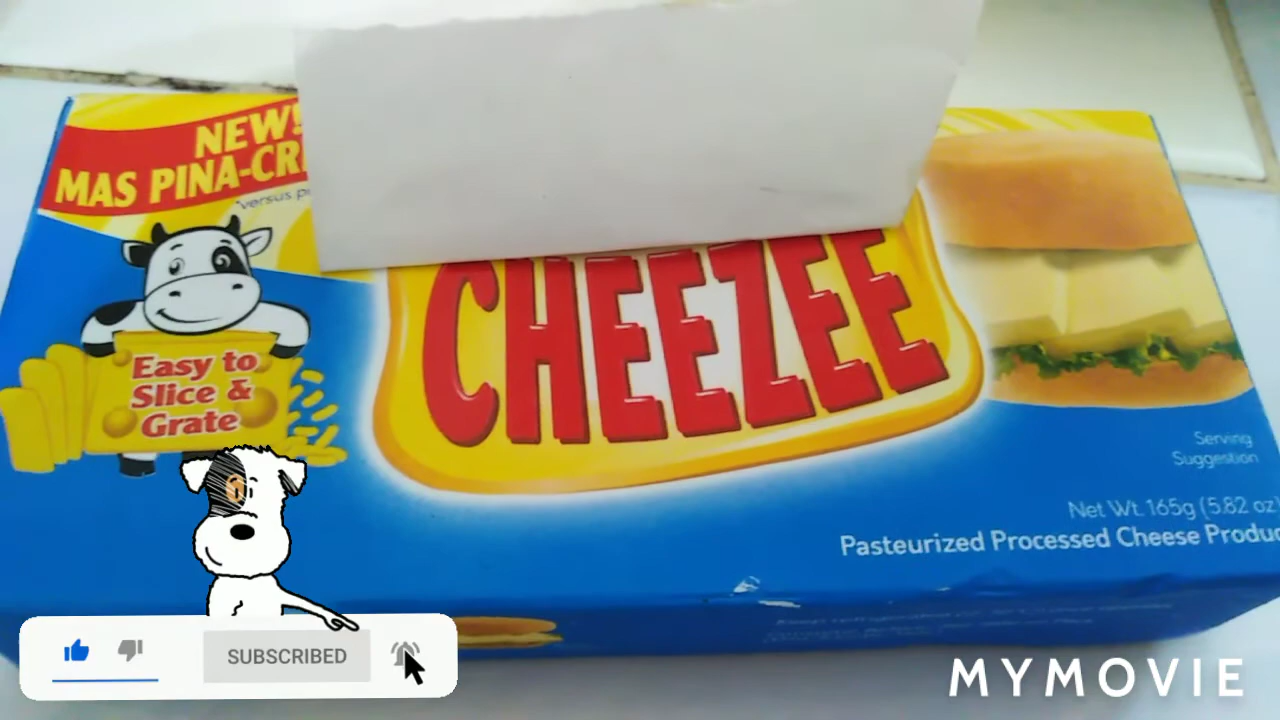 NEW!
MAS PINA-CR
*versus p
CHEEZEE
Easy to
Slice &
Grate
Serving
Suggestion
Net Wt. 165g (5.82 oz)
Pasteurized Processed Cheese Produc
SUBSCRIBED
MYMOVIE